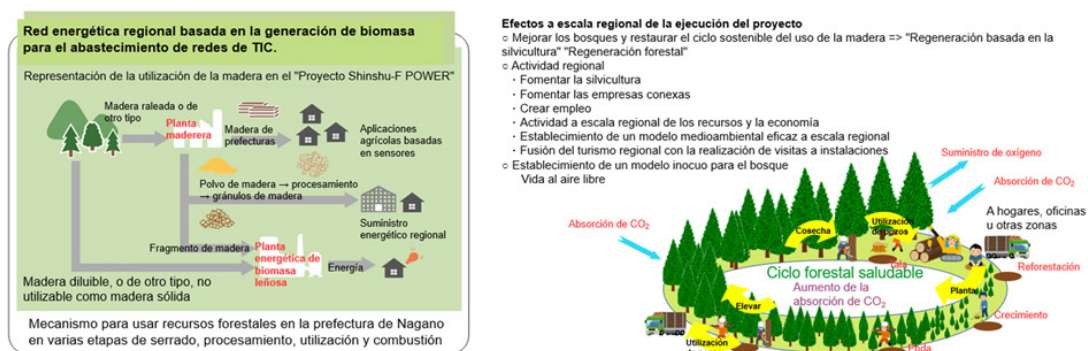 Red energética regional basada en la generación de biomasa
para el abastecimiento de redes de TIC.
Representación de la utilización de la madera en el "Proyecto Shinshu-F POWER"
Madera raleada o de
otro tipo
Planta
maderera
Madera de
prefecturas
Aplicaciones
agrícolas basadas
en sensores
Polvo de madera → procesamiento
→ gránulos de madera
Suministro
energético regional
Fragmento de madera
Planta
energética de
biomasa
leñosa
Energía
Madera diluible, o de otro tipo, no
utilizable como madera sólida
Mecanismo para usar recursos forestales en la prefectura de Nagano
en varias etapas de serrado, procesamiento, utilización y combustión
Efectos a escala regional de la ejecución del proyecto
○ Mejorar los bosques y restaurar el ciclo sostenible del uso de la madera => "Regeneración basada en la
silvicultura" "Regeneración forestal"
○ Actividad regional
・Fomentar la silvicultura
・Fomentar las empresas conexas
・Crear empleo
・Actividad a escala regional de los recursos y la economía
・Establecimiento de un modelo medioambiental eficaz a escala regional
・Fusión del turismo regional con la realización de visitas a instalaciones
○ Establecimiento de un modelo inocuo para el bosque
Vida al aire libre
Suministro de oxígeno
Absorción de CO2
Absorción de CO2
A hogares, oficinas
u otras zonas
Cosecha
Utilización
de pozos
Tala
Reforestación
Ciclo forestal saludable
Aumento de la
absorción de CO2
Plantar
Elevar
Crecimiento
Poda
Utilización